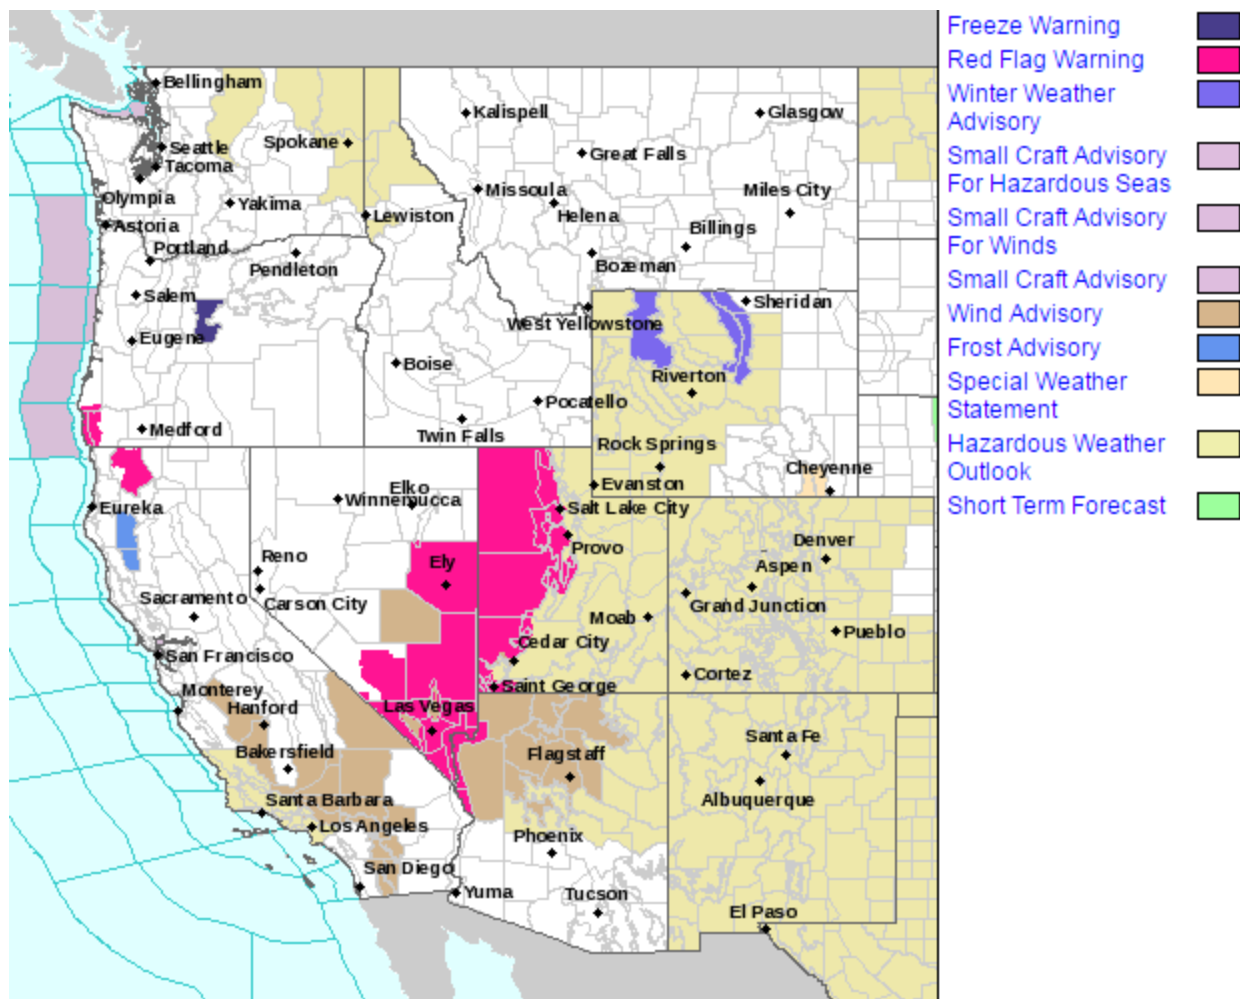 Bellingham
Seattle
Tacoma
Spokane
Olympia
Yakima
Lewiston
Astoria
Portland
Pendleton
Salem
Eugene
Medford
Kalispell
Glasgow
Great Falls
Missoula
Miles City
Helena
Billings
Bozeman
West Yellowstone
Sheridan
Boise
Riverton
Pocatello
Twin Falls
Rock Springs
Cheyenne
Evanston
Elko
Winnemucca
Eureka
Salt Lake City
Provo
Reno
Ely
Denver
Aspen
Carson City
Sacramento
Grand Junction
Moab
Pueblo
Cedar City
San Francisco
Cortez
Saint George
Monterey
Hanford
Las Vegas
Bakersfield
Flagstaff
Santa Fe
Albuquerque
Santa Barbara
Los Angeles
Phoenix
San Diego
Yuma
Tucson
El Paso
Freeze Warning
Red Flag Warning
Winter Weather
Advisory
Small Craft Advisory
For Hazardous Seas
Small Craft Advisory
For Winds
Small Craft Advisory
Wind Advisory
Frost Advisory
Special Weather
Statement
Hazardous Weather
Outlook
Short Term Forecast